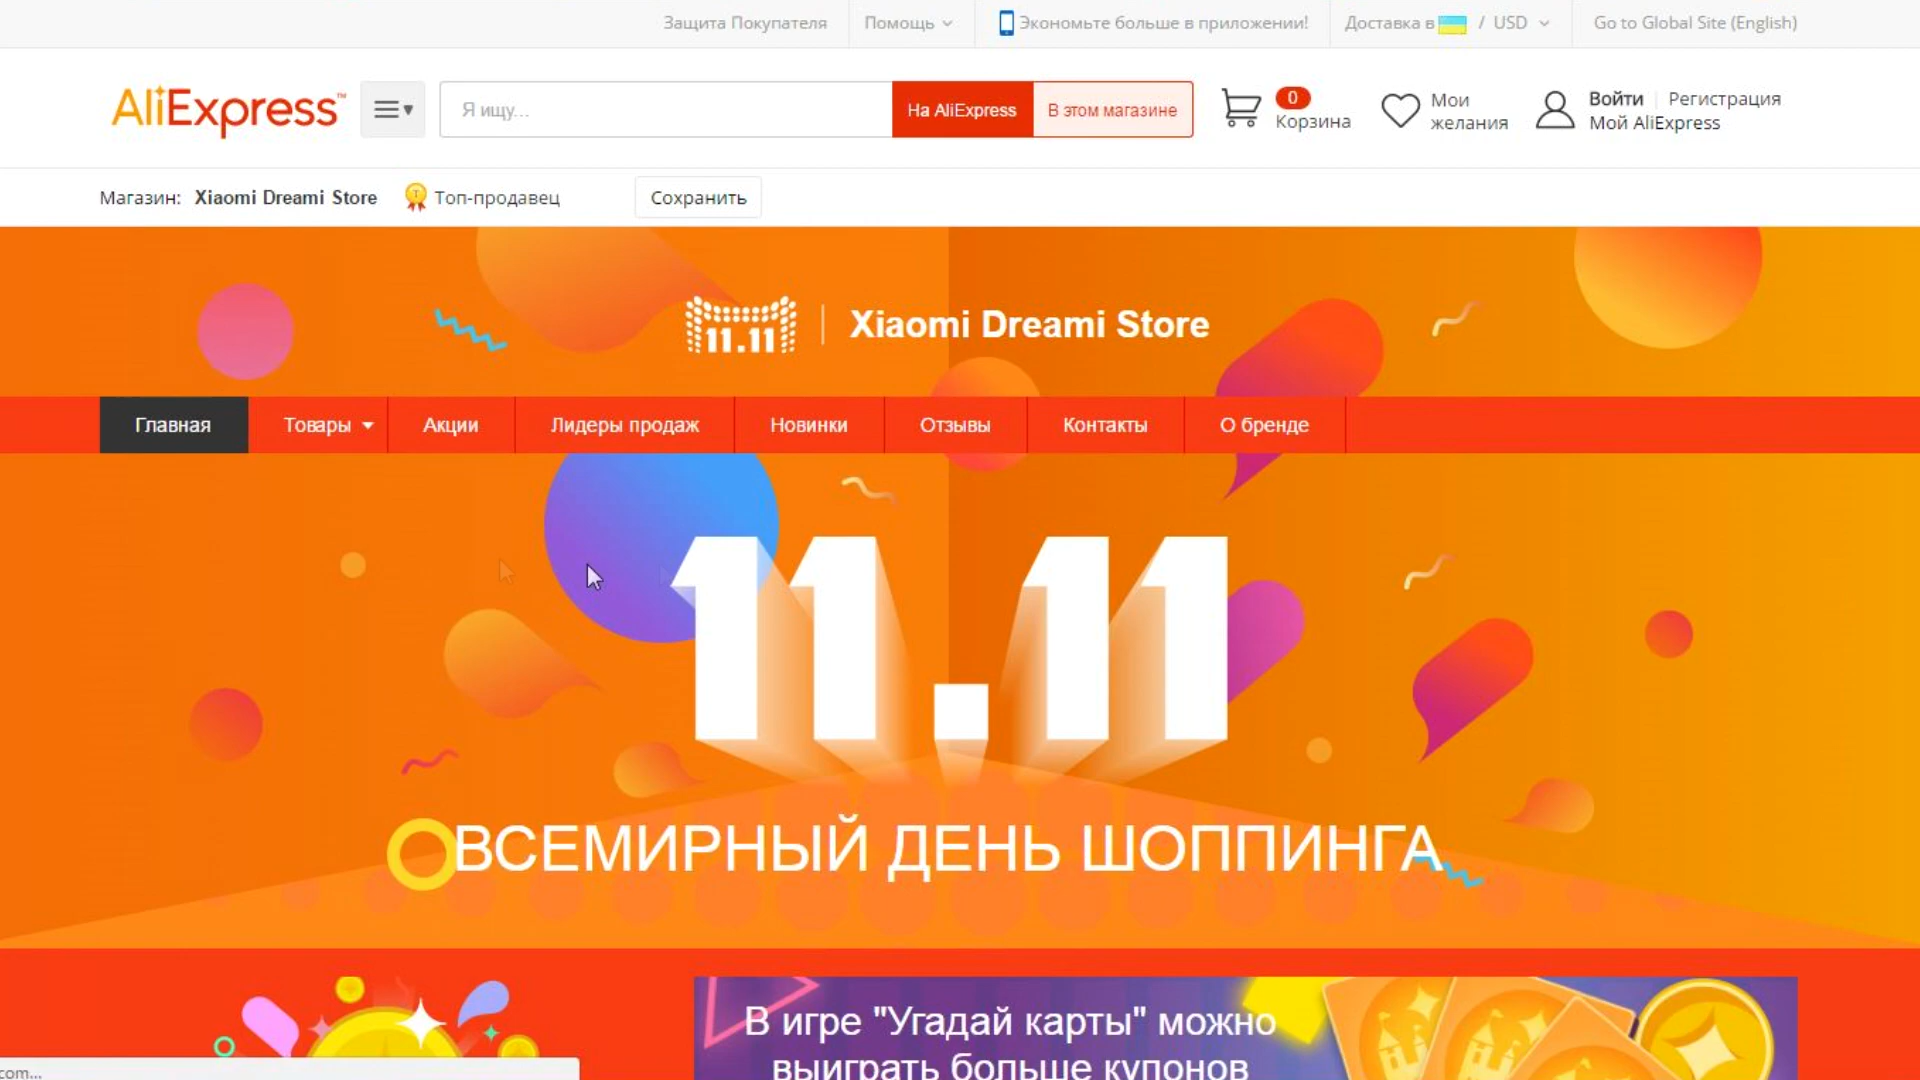 Защита Покупателя
Помощь
Экономьте больше в приложении!
Доставка в / USD
Go to Global Site (English)
AliExpress™
Я ищу...
На AliExpress
В этом магазине
0
Корзина
Мои
желания
Войти | Регистрация
Мой AliExpress
Магазин: Xiaomi Dreami Store
Топ-продавец
Сохранить
11.11 | Xiaomi Dreami Store
Главная
Товары
Акции
Лидеры продаж
Новинки
Отзывы
Контакты
О бренде
11.11
ВСЕМИРНЫЙ ДЕНЬ ШОППИНГА
В игре "Угадай карты" можно
выиграть больше купонов
com...